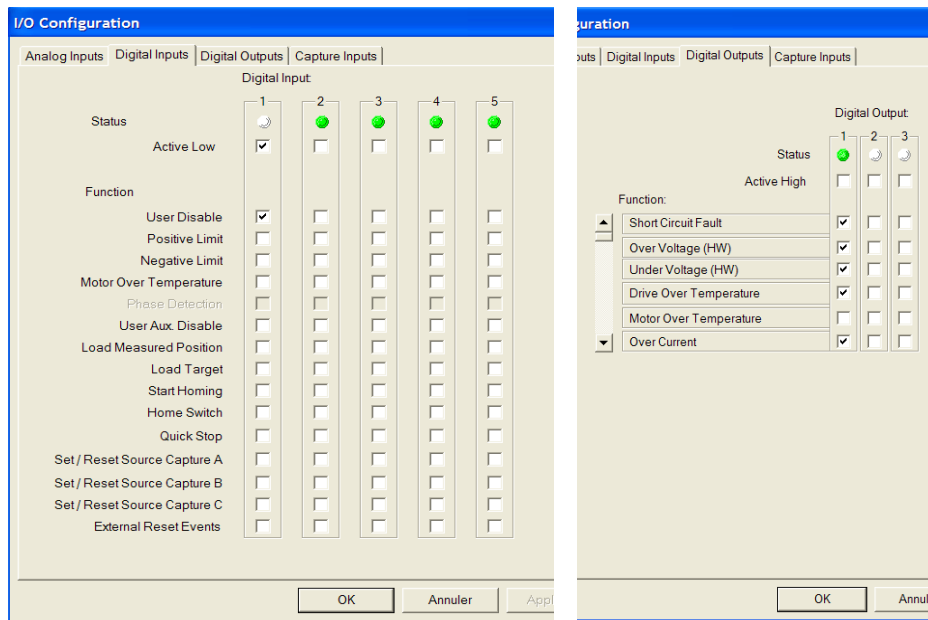 I/O Configuration
Analog Inputs Digital Inputs Digital Outputs Capture Inputs
Digital Input:
1 2 3 4 5
Status
Active Low
Function
User Disable
Positive Limit
Negative Limit
Motor Over Temperature
Phase Detection
User Aux. Disable
Load Measured Position
Load Target
Start Homing
Home Switch
Quick Stop
Set / Reset Source Capture A
Set / Reset Source Capture B
Set / Reset Source Capture C
External Reset Events
OK Annuler Appl
guration
outs Digital Inputs Digital Outputs Capture Inputs
Digital Output:
1 2 3
Status
Active High
Function:
Short Circuit Fault
Over Voltage (HW)
Under Voltage (HW)
Drive Over Temperature
Motor Over Temperature
Over Current
OK Annul